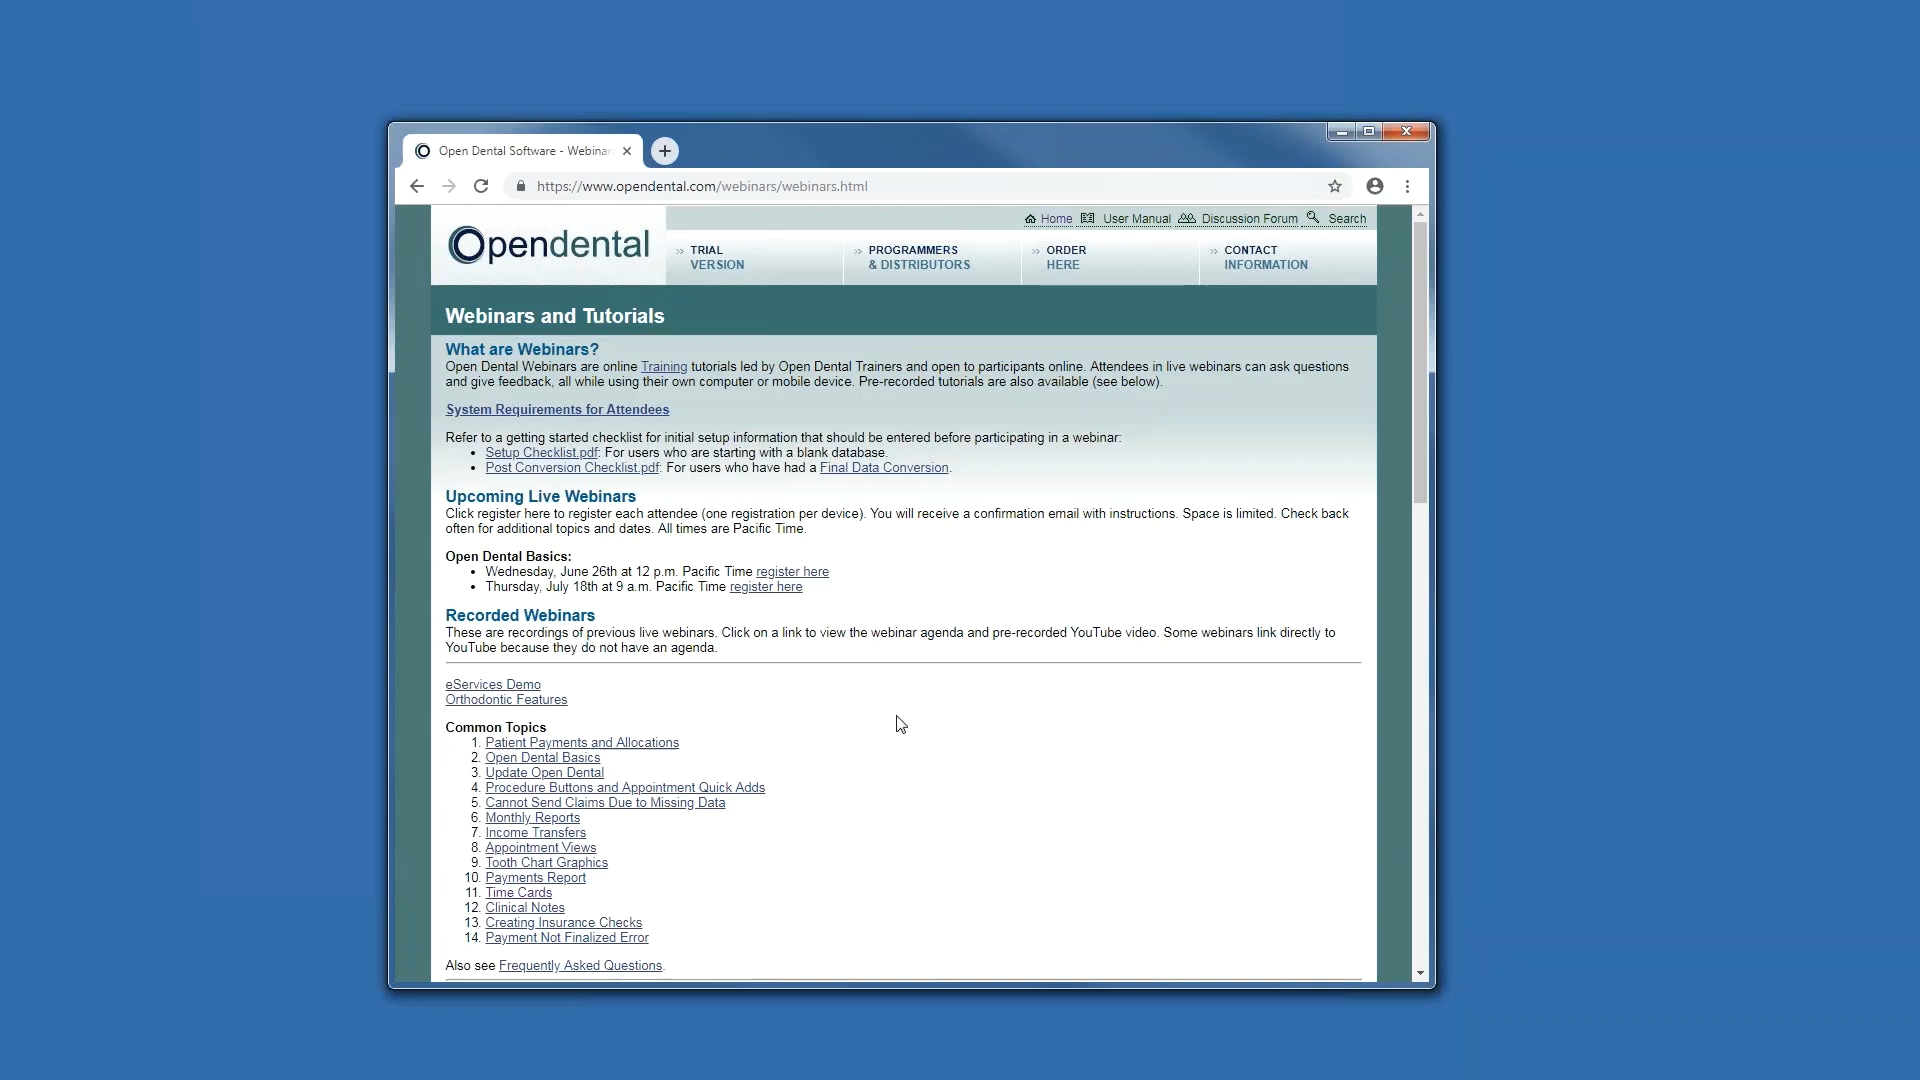 Open Dental Software - Webinar
https://www.opendental.com/webinars/webinars.html
Home User Manual Discussion Forum Search
Opendental
TRIAL VERSION
PROGRAMMERS & DISTRIBUTORS
ORDER HERE
CONTACT INFORMATION
Webinars and Tutorials
What are Webinars?
Open Dental Webinars are online Training tutorials led by Open Dental Trainers and open to participants online. Attendees in live webinars can ask questions
and give feedback, all while using their own computer or mobile device. Pre-recorded tutorials are also available (see below).
System Requirements for Attendees
Refer to a getting started checklist for initial setup information that should be entered before participating in a webinar:
• Setup Checklist.pdf: For users who are starting with a blank database.
• Post Conversion Checklist.pdf: For users who have had a Final Data Conversion.
Upcoming Live Webinars
Click register here to register each attendee (one registration per device). You will receive a confirmation email with instructions. Space is limited. Check back
often for additional topics and dates. All times are Pacific Time.
Open Dental Basics:
• Wednesday, June 26th at 12 p.m. Pacific Time register here
• Thursday, July 18th at 9 a.m. Pacific Time register here
Recorded Webinars
These are recordings of previous live webinars. Click on a link to view the webinar agenda and pre-recorded YouTube video. Some webinars link directly to
YouTube because they do not have an agenda.
eServices Demo
Orthodontic Features
Common Topics
1. Patient Payments and Allocations
2. Open Dental Basics
3. Update Open Dental
4. Procedure Buttons and Appointment Quick Adds
5. Cannot Send Claims Due to Missing Data
6. Monthly Reports
7. Income Transfers
8. Appointment Views
9. Tooth Chart Graphics
10. Payments Report
11. Time Cards
12. Clinical Notes
13. Creating Insurance Checks
14. Payment Not Finalized Error
Also see Frequently Asked Questions.